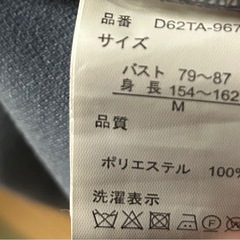 品番 D62TA-967
サイズ
バスト 79～87
身長 154～162
M
品質
ポリエステル 100%
洗濯表示